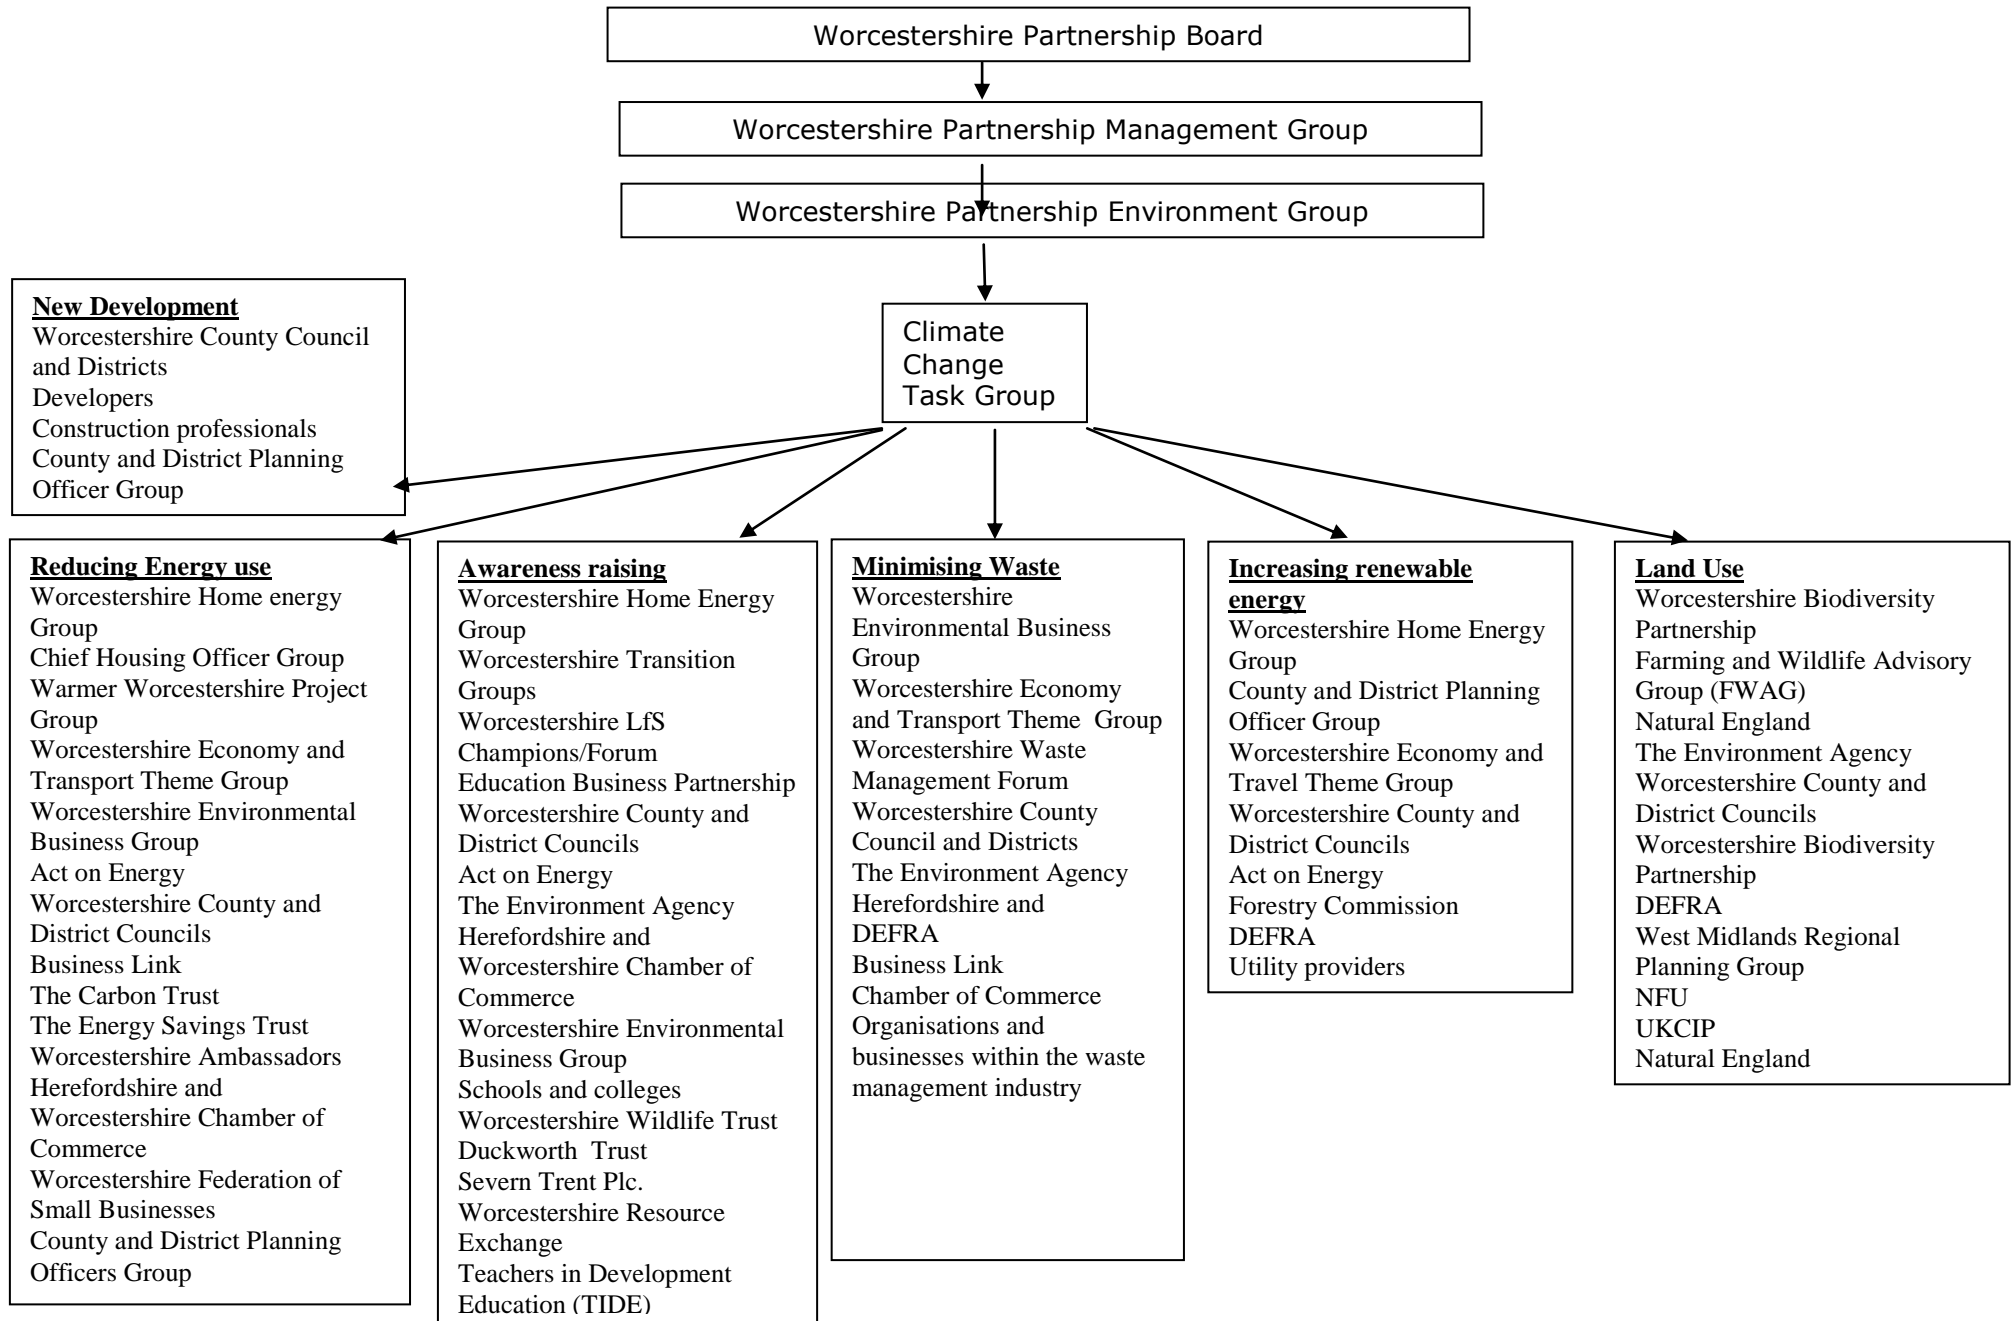 Worcestershire Partnership Board
Worcestershire Partnership Management Group
Worcestershire Partnership Environment Group
Climate
Change
Task Group
New Development
Worcestershire County Council
and Districts
Developers
Construction professionals
County and District Planning
Officer Group
Reducing Energy use
Worcestershire Home energy
Group
Chief Housing Officer Group
Warmer Worcestershire Project
Group
Worcestershire Economy and
Transport Theme Group
Worcestershire Environmental
Business Group
Act on Energy
Worcestershire County and
District Councils
Business Link
The Carbon Trust
The Energy Savings Trust
Worcestershire Ambassadors
Herefordshire and
Worcestershire Chamber of
Commerce
Worcestershire Federation of
Small Businesses
County and District Planning
Officers Group
Awareness raising
Worcestershire Home Energy
Group
Worcestershire Transition
Groups
Worcestershire LfS
Champions/Forum
Education Business Partnership
Worcestershire County and
District Councils
Act on Energy
The Environment Agency
Herefordshire and
Worcestershire Chamber of
Commerce
Worcestershire Environmental
Business Group
Schools and colleges
Worcestershire Wildlife Trust
Duckworth  Trust
Severn Trent Plc.
Worcestershire Resource
Exchange
Teachers in Development
Education (TIDE)
Minimising Waste
Worcestershire
Environmental Business
Group
Worcestershire Economy
and Transport Theme  Group
Worcestershire Waste
Management Forum
Worcestershire County
Council and Districts
The Environment Agency
Herefordshire and
DEFRA
Business Link
Chamber of Commerce
Organisations and
businesses within the waste
management industry
Increasing renewable
energy
Worcestershire Home Energy
Group
County and District Planning
Officer Group
Worcestershire Economy and
Travel Theme Group
Worcestershire County and
District Councils
Act on Energy
Forestry Commission
DEFRA
Utility providers
Land Use
Worcestershire Biodiversity
Partnership
Farming and Wildlife Advisory
Group (FWAG)
Natural England
The Environment Agency
Worcestershire County and
District Councils
Worcestershire Biodiversity
Partnership
DEFRA
West Midlands Regional
Planning Group
NFU
UKCIP
Natural England